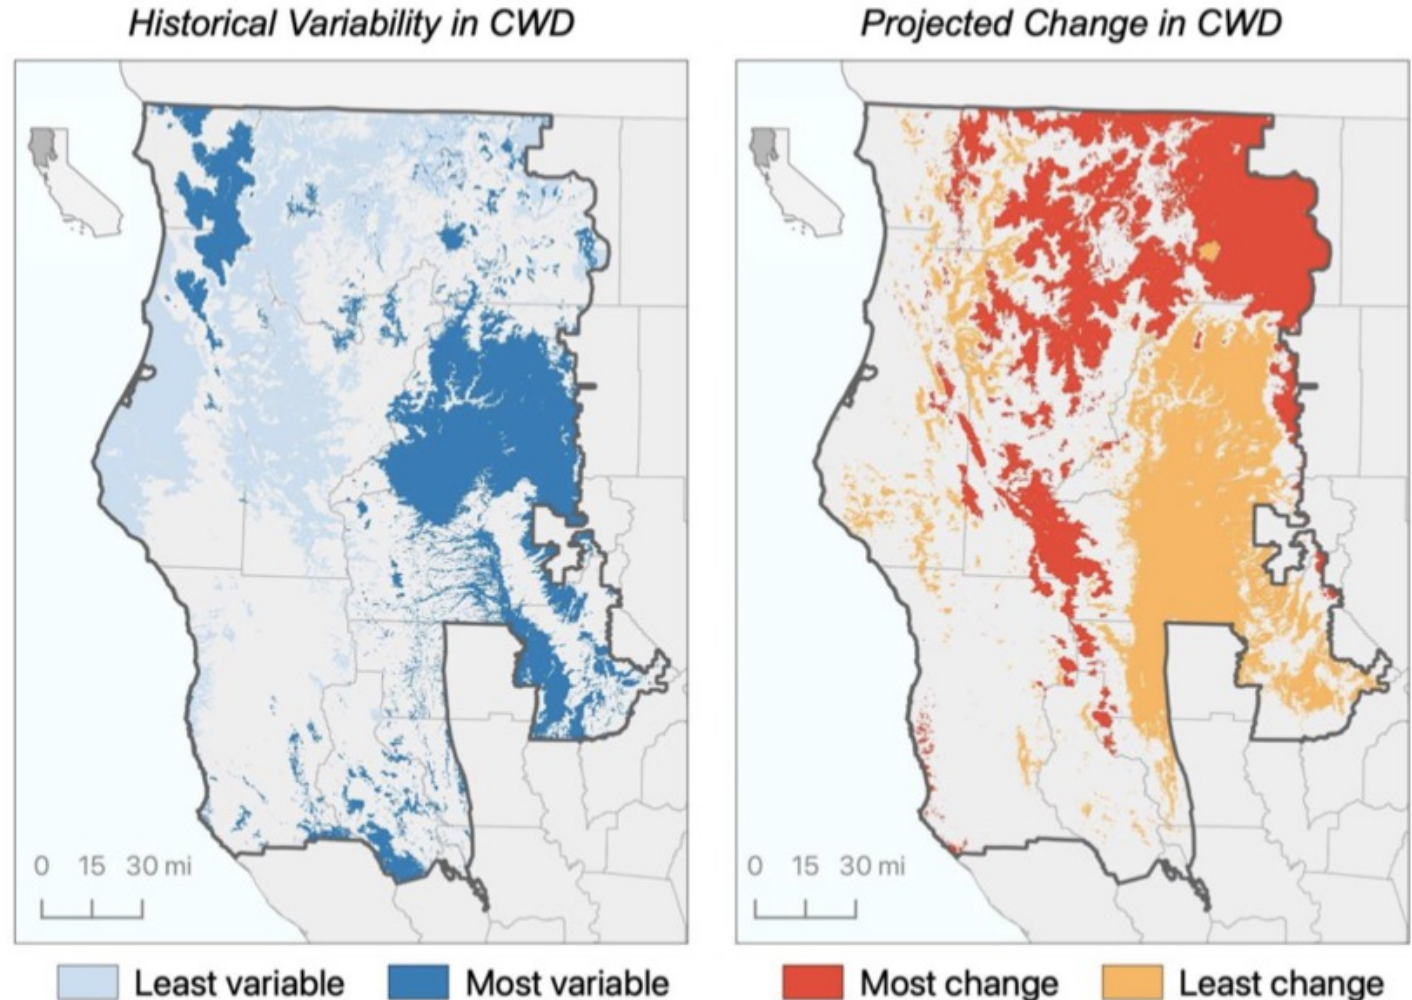 Historical Variability in CWD
Projected Change in CWD
0 15 30 mi
0 15 30 mi
Least variable
Most variable
Most change
Least change